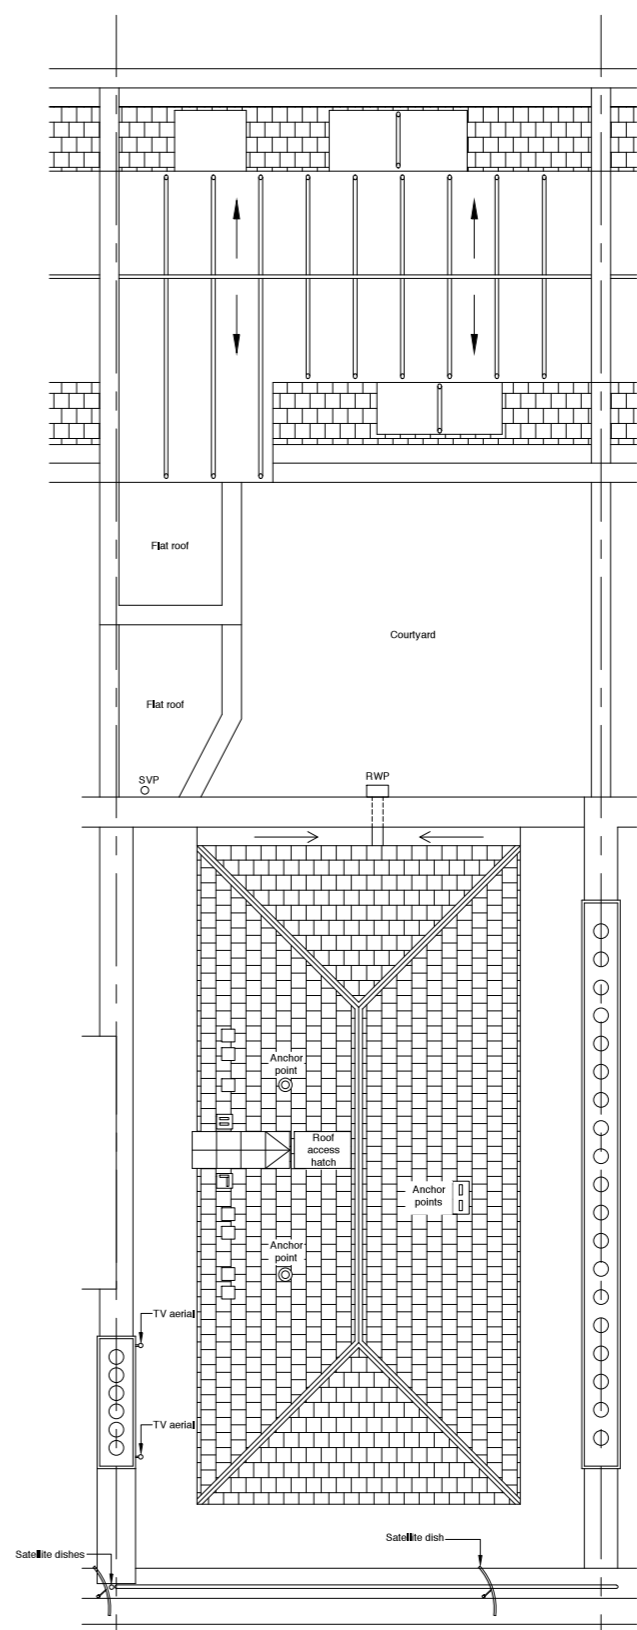 Flat roof
Courtyard
Flat roof
SVP
RWP
Anchor
point
Roof
access
hatch
Anchor
points
Anchor
point
TV aerial
TV aerial
Satellite dish
Satellite dishes